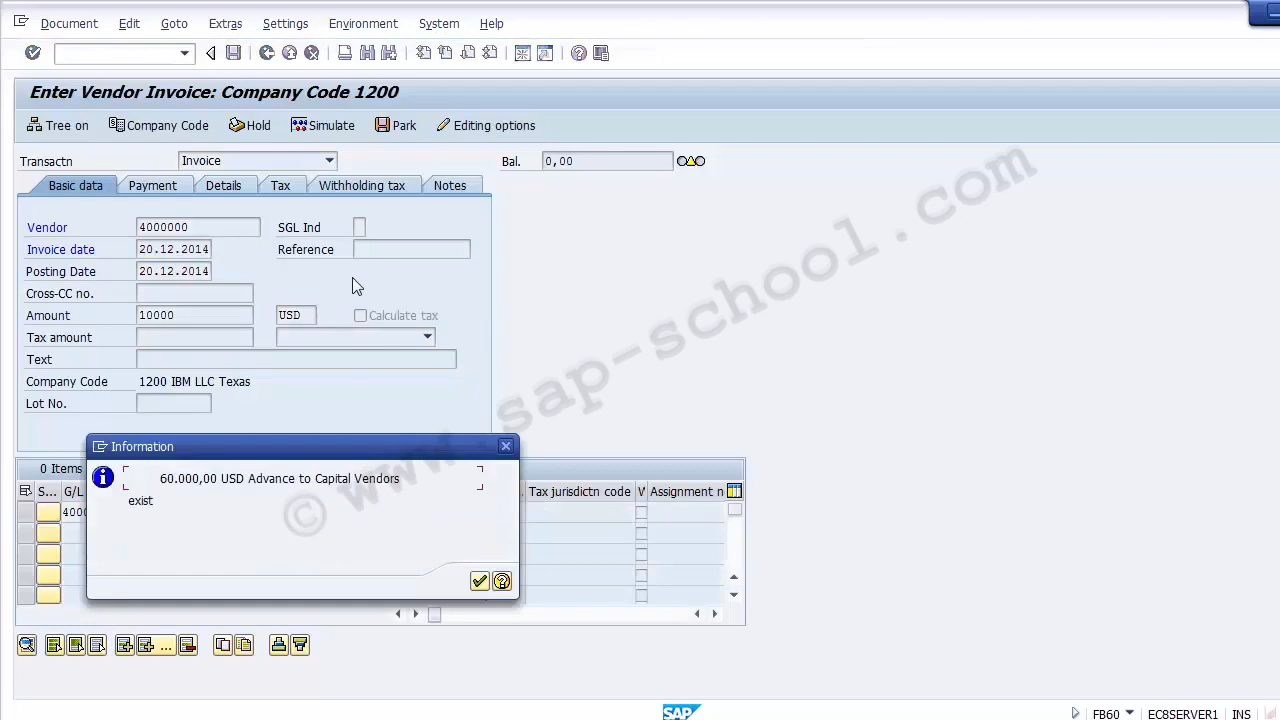 Document Edit Goto Extras Settings Environment System Help
Enter Vendor Invoice: Company Code 1200
Tree on Company Code Hold Simulate Park Editing options
Transactn Invoice Bal. 0,00
Basic data Payment Details Tax Withholding tax Notes
Vendor 4000000 SGL Ind
Invoice date 20.12.2014 Reference
Posting Date 20.12.2014
Cross-CC no.
Amount 10000 USD Calculate tax
Tax amount
Text
Company Code 1200 IBM LLC Texas
Lot No.
Information
0 Items
60.000,00 USD Advance to Capital Vendors
exist
S... G/L Tax jurisdictn code V Assignment n
400
...
© www.sap-school.com
SAP FB60 EC8SERVER1 INS